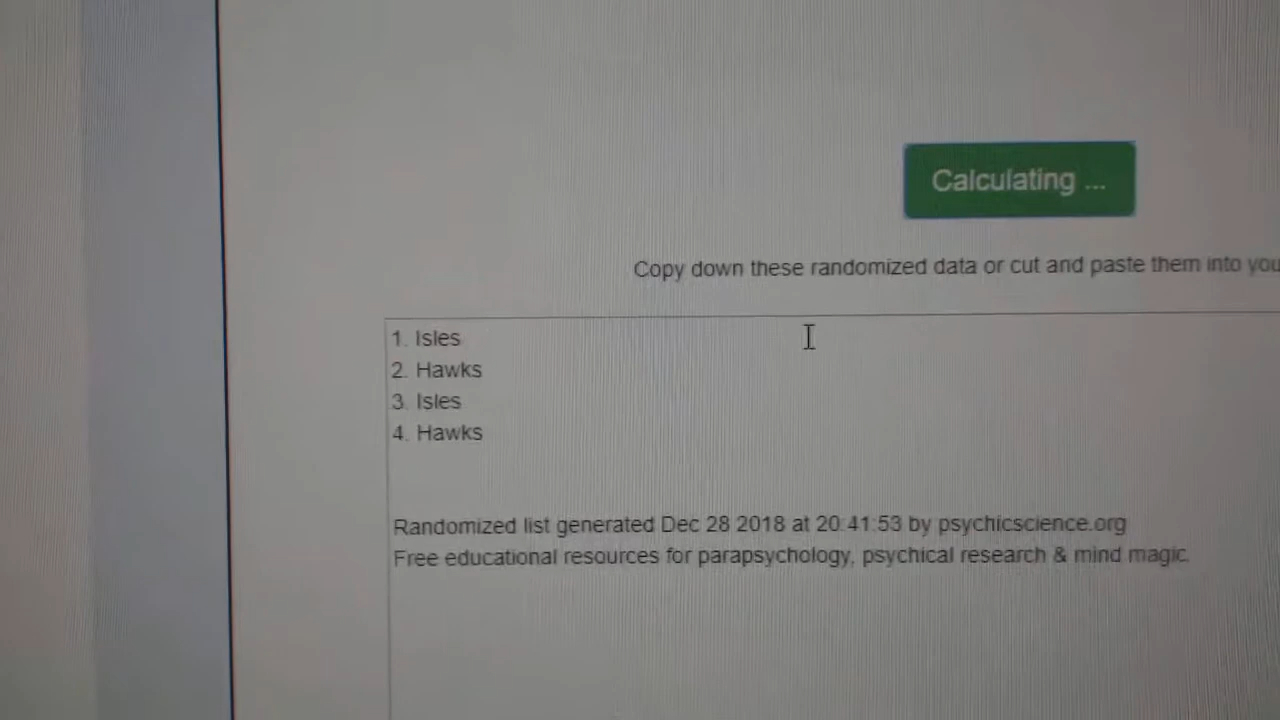 Calculating ...
Copy down these randomized data or cut and paste them into you
1. Isles
2. Hawks
3. Isles
4. Hawks
Randomized list generated Dec 28 2018 at 20:41:53 by psychicscience.org
Free educational resources for parapsychology, psychical research & mind magic.